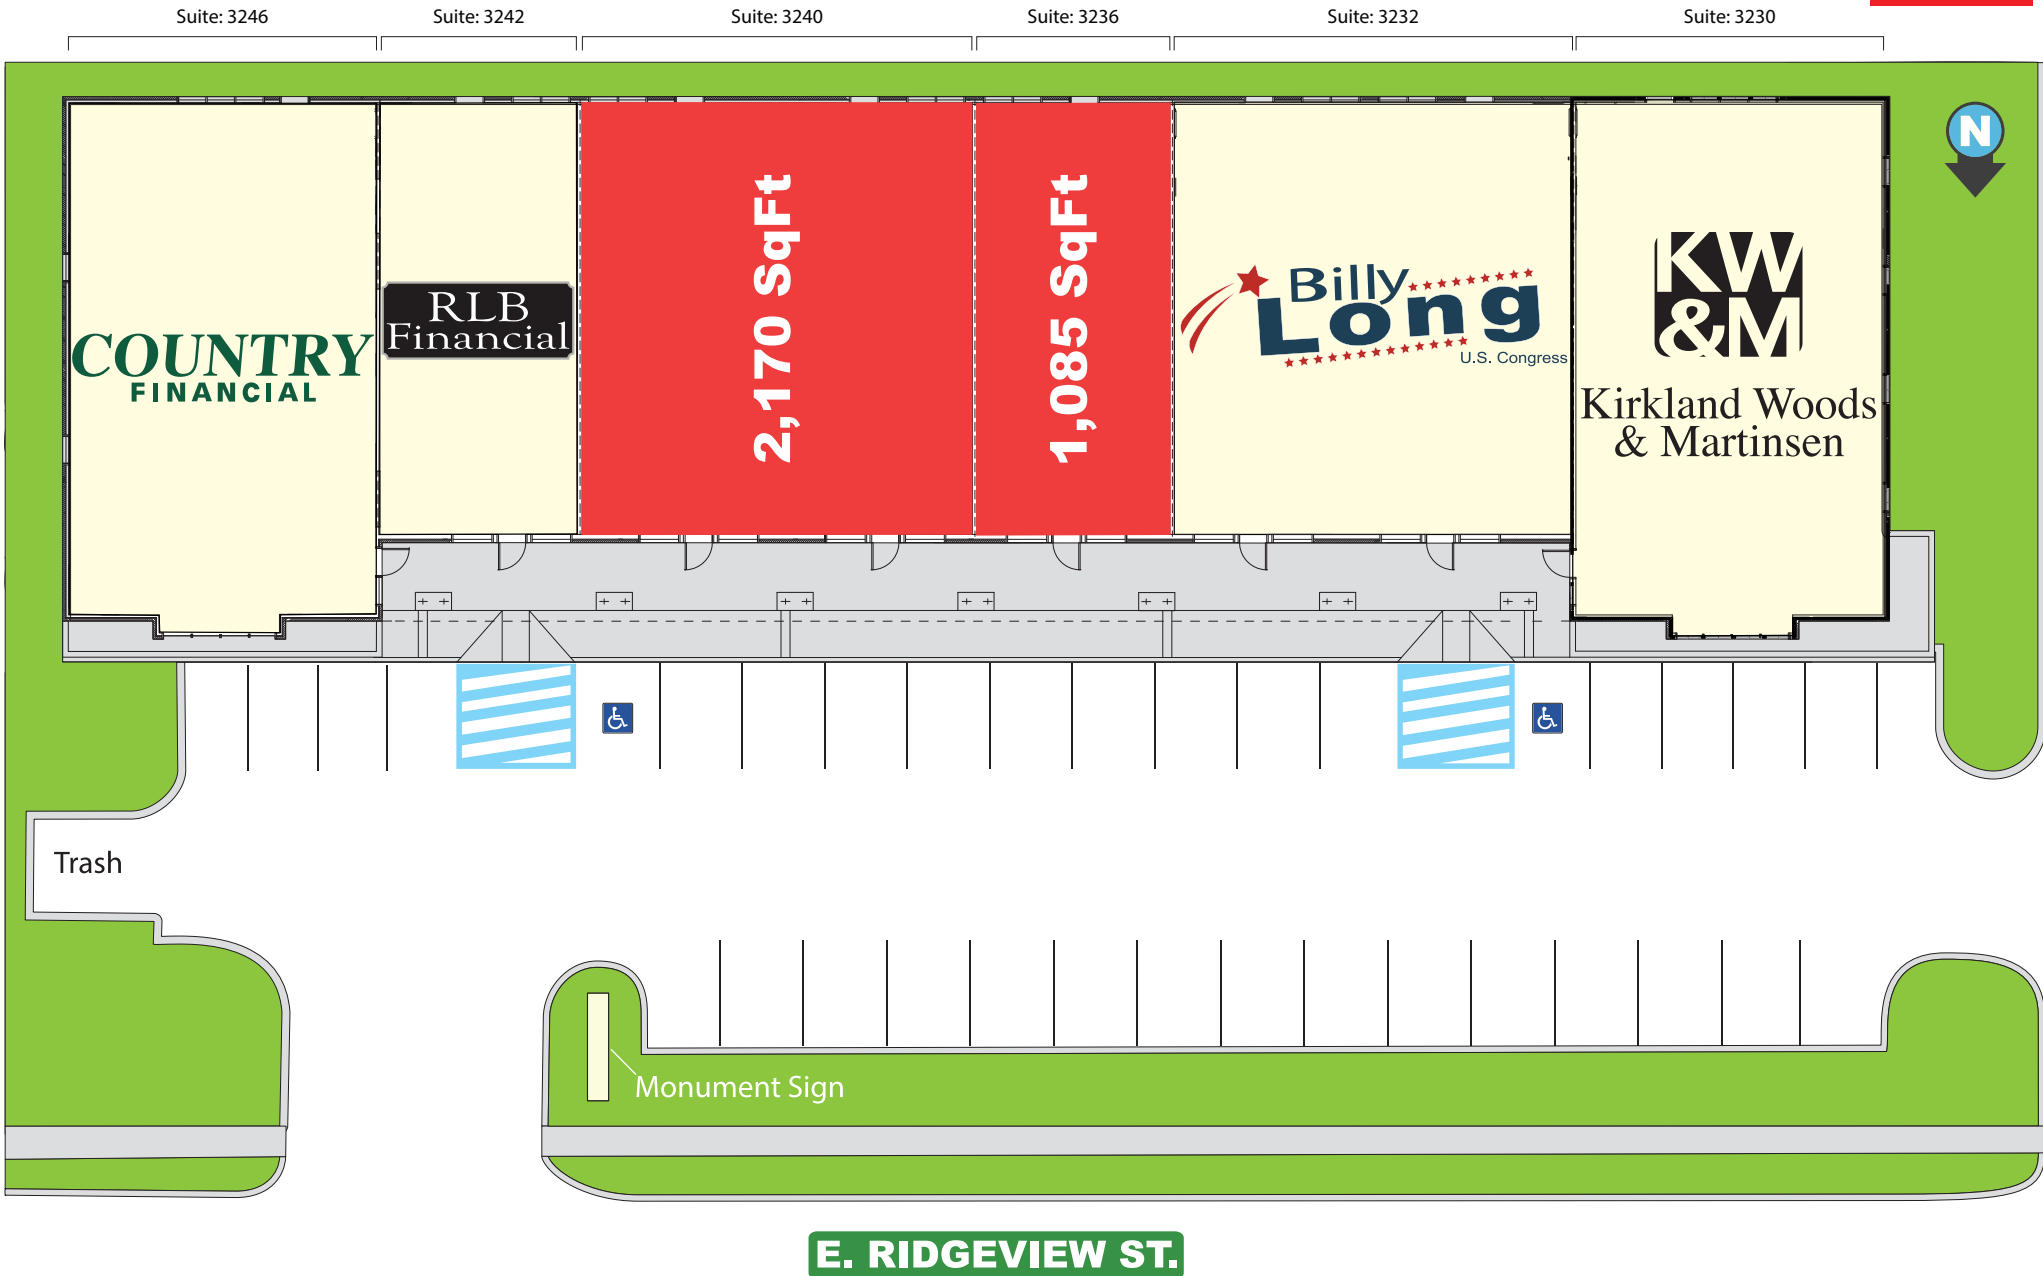 Suite: 3246
Suite: 3242
Suite: 3240
Suite: 3236
Suite: 3232
Suite: 3230
N
COUNTRY
FINANCIAL
RLB
Financial
2,170 SqFt
1,085 SqFt
Billy
Long
U.S. Congress
KW
&M
Kirkland Woods
& Martinsen
Trash
Monument Sign
E. RIDGEVIEW ST.